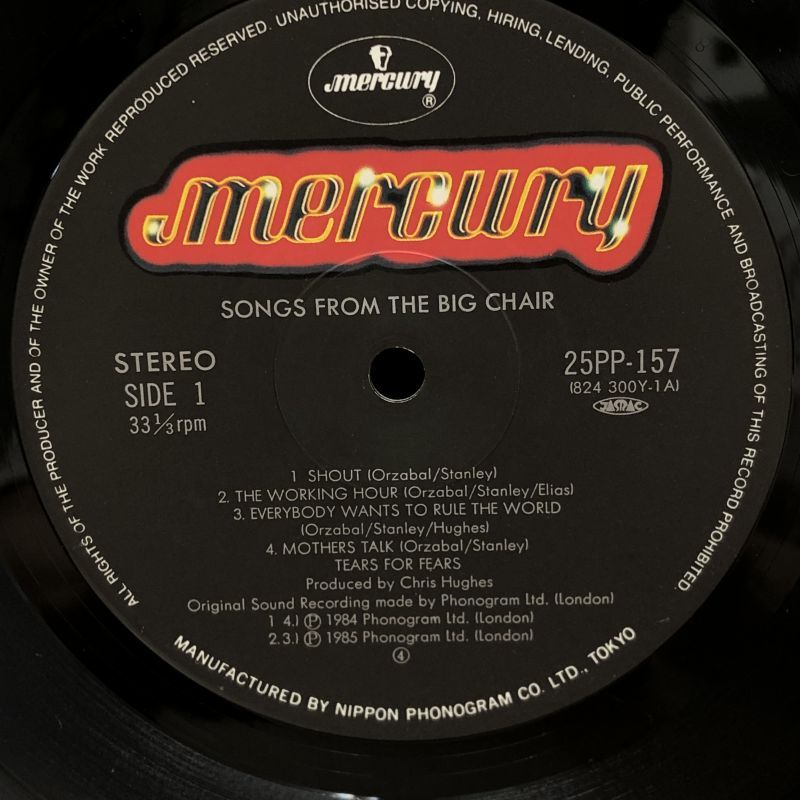 ALL RIGHTS OF THE PRODUCER AND OF THE OWNER OF THE WORK REPRODUCED RESERVED. UNAUTHORISED COPYING, HIRING, LENDING, PUBLIC PERFORMANCE AND BROADCASTING OF THIS RECORD PROHIBITED
mercury ®
mercury
SONGS FROM THE BIG CHAIR
STEREO
SIDE 1
33 1/3 rpm
25PP-157
(824 300Y-1A)
JASRAC
1 SHOUT (Orzabal/Stanley)
2. THE WORKING HOUR (Orzabal/Stanley/Elias)
3. EVERYBODY WANTS TO RULE THE WORLD
(Orzabal/Stanley/Hughes)
4. MOTHERS TALK (Orzabal/Stanley)
TEARS FOR FEARS
Produced by Chris Hughes
Original Sound Recording made by Phonogram Ltd. (London)
1 4.) ℗ 1984 Phonogram Ltd. (London)
2.3.) ℗ 1985 Phonogram Ltd. (London)
④
MANUFACTURED BY NIPPON PHONOGRAM CO. LTD., TOKYO